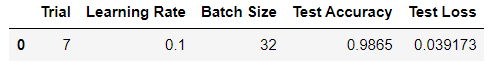 Trial Learning Rate Batch Size Test Accuracy Test Loss
0 7 0.1 32 0.9865 0.039173